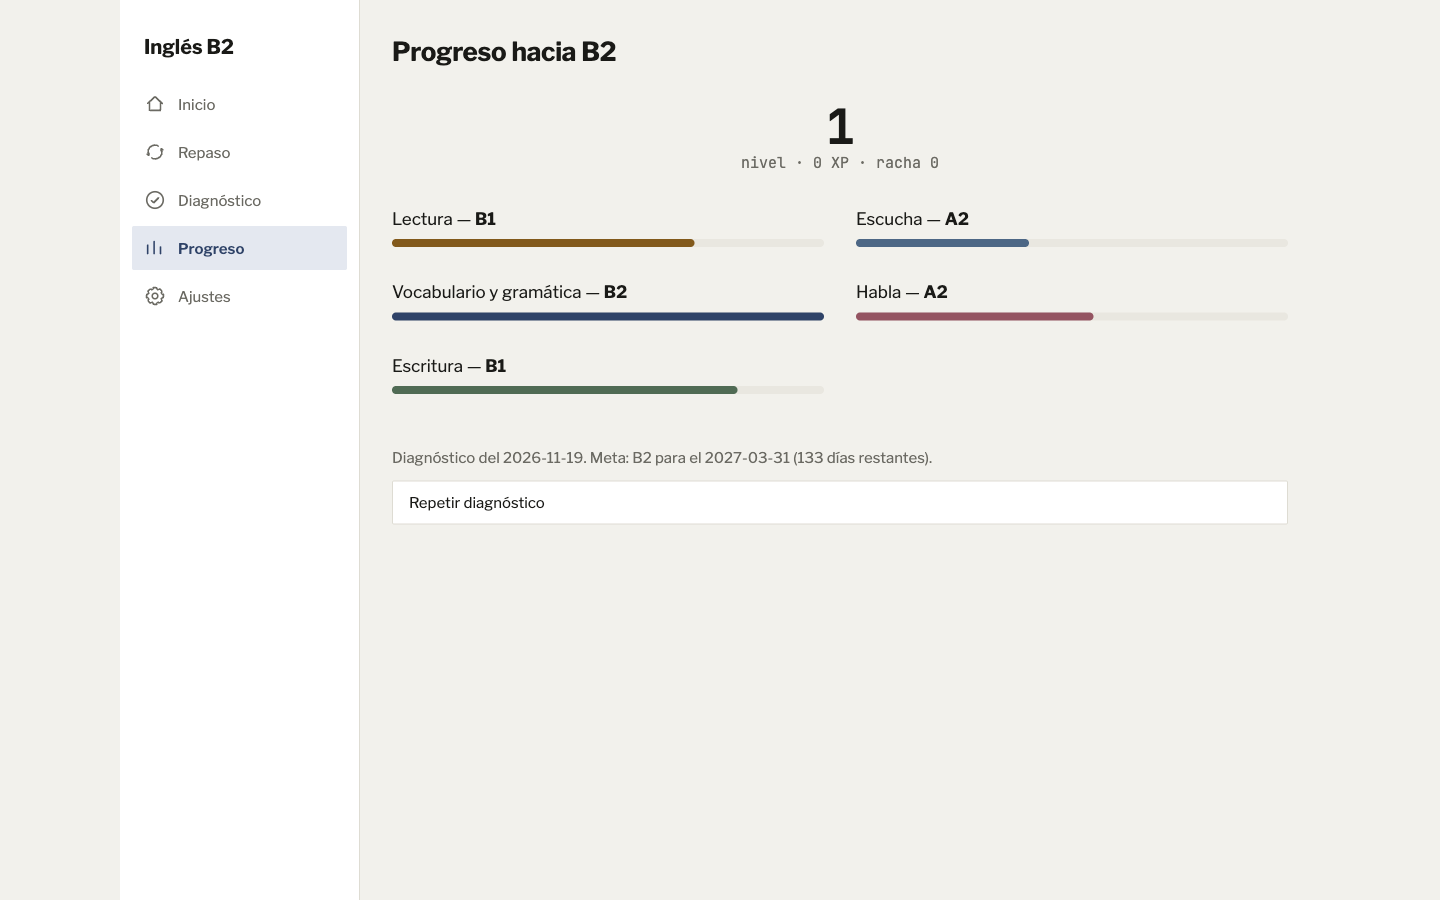 Inglés B2
Inicio
Repaso
Diagnóstico
Progreso
Ajustes
Progreso hacia B2
1
nivel · 0 XP · racha 0
Lectura — B1
Escucha — A2
Vocabulario y gramática — B2
Habla — A2
Escritura — B1
Diagnóstico del 2026-11-19. Meta: B2 para el 2027-03-31 (133 días restantes).
Repetir diagnóstico